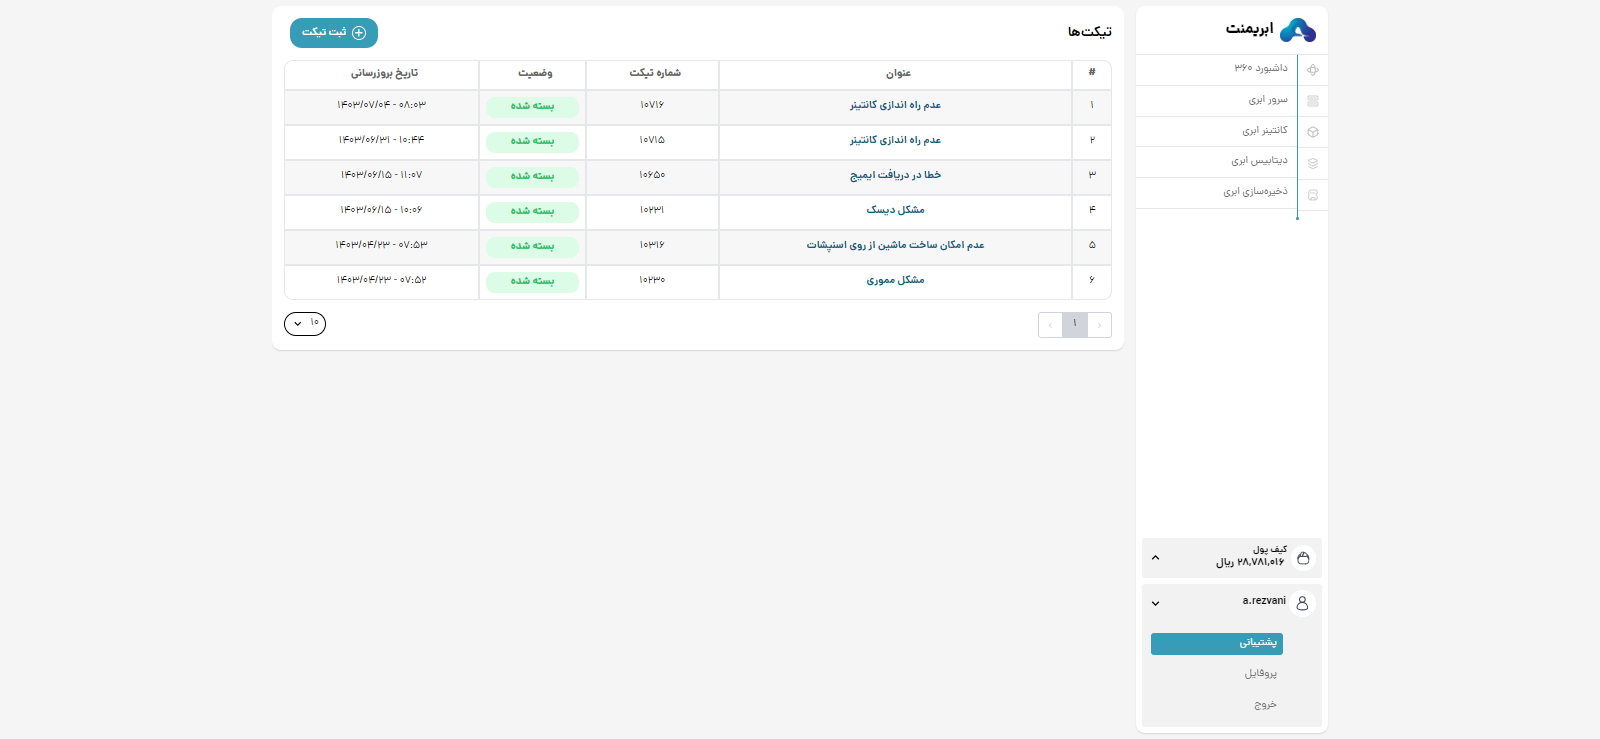 ابریمنت
داشبورد ۳۶۰
سرور ابری
کانتینر ابری
دیتابیس ابری
ذخیره‌سازی ابری
کیف پول
۲۸,۷۸۱,۰۱۶ ریال
a.rezvani
پشتیبانی
پروفایل
خروج
تیکت‌ها
ثبت تیکت
# عنوان شماره تیکت وضعیت تاریخ بروزرسانی
۱ عدم راه اندازی کانتینر ۱۰۷۱۶ بسته شده ۰۸:۰۳ - ۱۴۰۳/۰۷/۰۴
۲ عدم راه اندازی کانتینر ۱۰۷۱۵ بسته شده ۱۰:۴۴ - ۱۴۰۳/۰۶/۳۱
۳ خطا در دریافت ایمیج ۱۰۶۵۰ بسته شده ۱۱:۰۷ - ۱۴۰۳/۰۶/۱۵
۴ مشکل دیسک ۱۰۲۳۱ بسته شده ۱۰:۰۶ - ۱۴۰۳/۰۶/۱۵
۵ عدم امکان ساخت ماشین از روی اسنپشات ۱۰۳۱۶ بسته شده ۰۷:۵۳ - ۱۴۰۳/۰۴/۲۳
۶ مشکل مموری ۱۰۲۳۰ بسته شده ۰۷:۵۲ - ۱۴۰۳/۰۴/۲۳
۱
۱۰